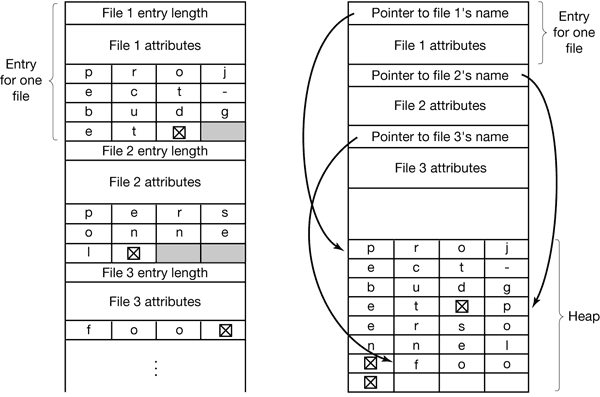 File 1 entry length
File 1 attributes
Entry
for one
file
p r o j
e c t -
b u d g
e t ☒
File 2 entry length
File 2 attributes
p e r s
o n n e
l ☒
File 3 entry length
File 3 attributes
f o o ☒
⋮
Pointer to file 1's name
File 1 attributes
Entry
for one
file
Pointer to file 2's name
File 2 attributes
Pointer to file 3's name
File 3 attributes
p r o j
e c t -
b u d g
e t ☒ p
e r s o
n n e l
☒ f o o
☒
Heap